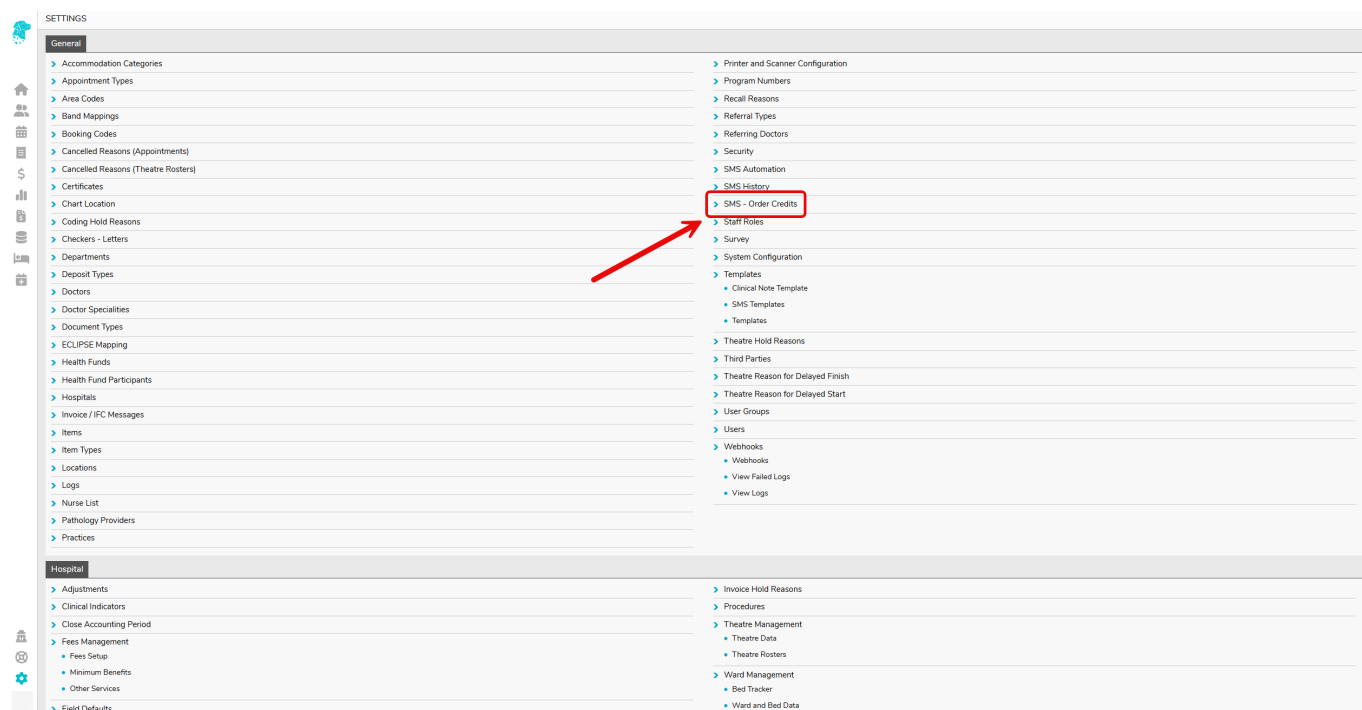 SETTINGS
General
Accommodation Categories
Appointment Types
Area Codes
Band Mappings
Booking Codes
Cancelled Reasons (Appointments)
Cancelled Reasons (Theatre Rosters)
Certificates
Chart Location
Coding Hold Reasons
Checkers - Letters
Departments
Deposit Types
Doctors
Doctor Specialities
Document Types
ECLIPSE Mapping
Health Funds
Health Fund Participants
Hospitals
Invoice / IFC Messages
Items
Item Types
Locations
Logs
Nurse List
Pathology Providers
Practices
Printer and Scanner Configuration
Program Numbers
Recall Reasons
Referral Types
Referring Doctors
Security
SMS Automation
SMS History
SMS - Order Credits
Staff Roles
Survey
System Configuration
Templates
Clinical Note Template
SMS Templates
Templates
Theatre Hold Reasons
Third Parties
Theatre Reason for Delayed Finish
Theatre Reason for Delayed Start
User Groups
Users
Webhooks
Webhooks
View Failed Logs
View Logs
Hospital
Adjustments
Clinical Indicators
Close Accounting Period
Fees Management
Fees Setup
Minimum Benefits
Other Services
Field Defaults
Invoice Hold Reasons
Procedures
Theatre Management
Theatre Data
Theatre Rosters
Ward Management
Bed Tracker
Ward and Bed Data